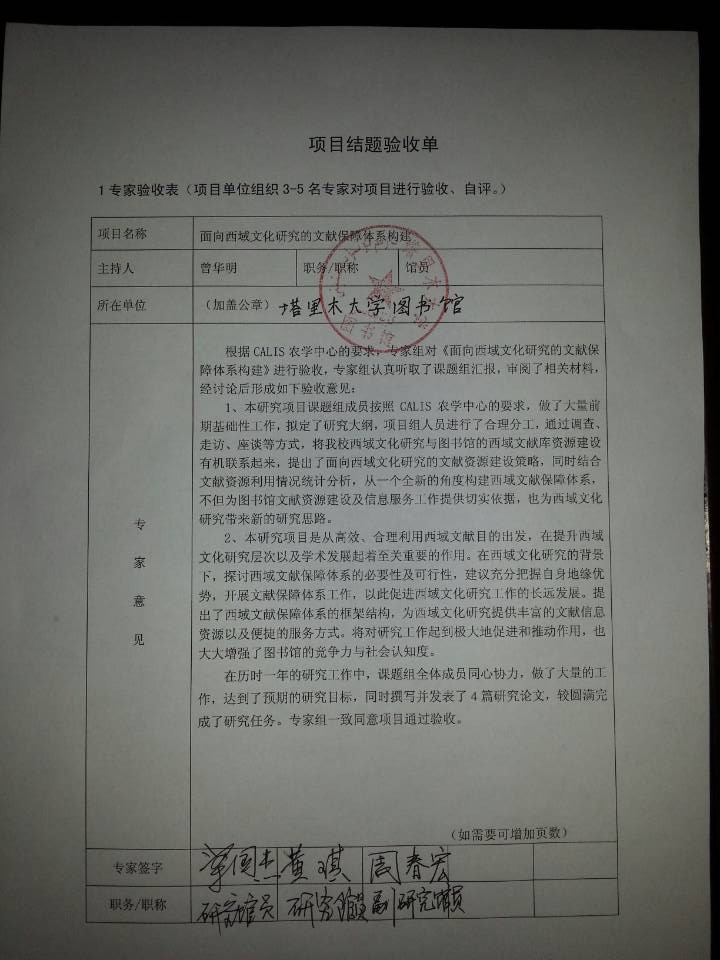 项目结题验收单
1 专家验收表（项目单位组织 3-5 名专家对项目进行验收、自评。）
项目名称 面向西域文化研究的文献保障体系构建
主持人 曾华明 职务/职称 馆员
所在单位 （加盖公章） 塔里木大学图书馆
图书馆
专家意见
根据 CALIS 农学中心的要求，专家组对《面向西域文化研究的文献保
障体系构建》进行验收，专家组认真听取了课题组汇报，审阅了相关材料，
经讨论后形成如下验收意见：
1、本研究项目课题组成员按照 CALIS 农学中心的要求，做了大量前
期基础性工作，拟定了研究大纲，项目组人员进行了合理分工，通过调查、
走访、座谈等方式，将我校西域文化研究与图书馆的西域文献库资源建设
有机联系起来，提出了面向西域文化研究的文献资源建设策略，同时结合
文献资源利用情况统计分析，从一个全新的角度构建西域文献保障体系，
不但为图书馆文献资源建设及信息服务工作提供切实依据，也为西域文化
研究带来新的研究思路。
2、本研究项目是从高效、合理利用西域文献目的出发，在提升西域
文化研究层次以及学术发展起着至关重要的作用。在西域文化研究的背景
下，探讨西域文献保障体系的必要性及可行性，建议充分把握自身地缘优
势，开展文献保障体系工作，以此促进西域文化研究工作的长远发展。提
出了西域文献保障体系的框架结构，为西域文化研究提供丰富的文献信息
资源以及便捷的服务方式。将对研究工作起到极大地促进和推动作用，也
大大增强了图书馆的竞争力与社会认知度。
在历时一年的研究工作中，课题组全体成员同心协力，做了大量的工
作，达到了预期的研究目标，同时撰写并发表了 4 篇研究论文，较圆满完
成了研究任务。专家组一致同意项目通过验收。
（如需要可增加页数）
专家签字 黄琪 周春宏
职务/职称 研究馆员 研究馆员 副研究馆员